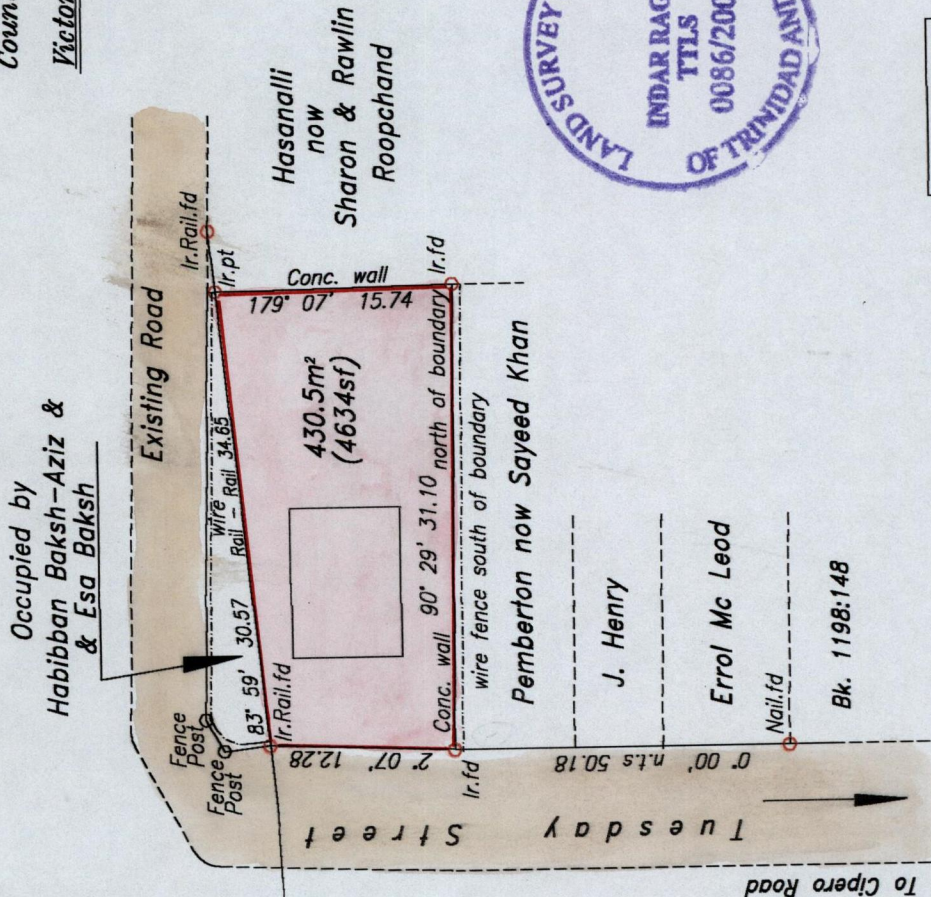 Coun
Victor
Occupied by
Habibban Baksh-Aziz &
& Esa Baksh
Existing Road
Hasanalli
now
Sharon & Rawlin
Roopchand
LAND SURVEY
INDAR RAG
TTLS
0086/200
OF TRINIDAD AND
Ir.Rail.fd
Ir.pt
Conc. wall
179° 07' 15.74
Ir.fd
wire
Rail - Rail 34.65
83° 59' 30.57
Fence
Post
Fence
Post
Ir.Rail.fd
430.5m²
(4634sf)
2° 07' 12.28
90° 29' 31.10
Conc. wall
north of boundary
wire fence south of boundary
Ir.fd
Pemberton now Sayeed Khan
J. Henry
Errol Mc Leod
Nail.fd
0° 00' n.t.s 50.18
Bk. 1198:148
Tuesday Street
To Cipero Road